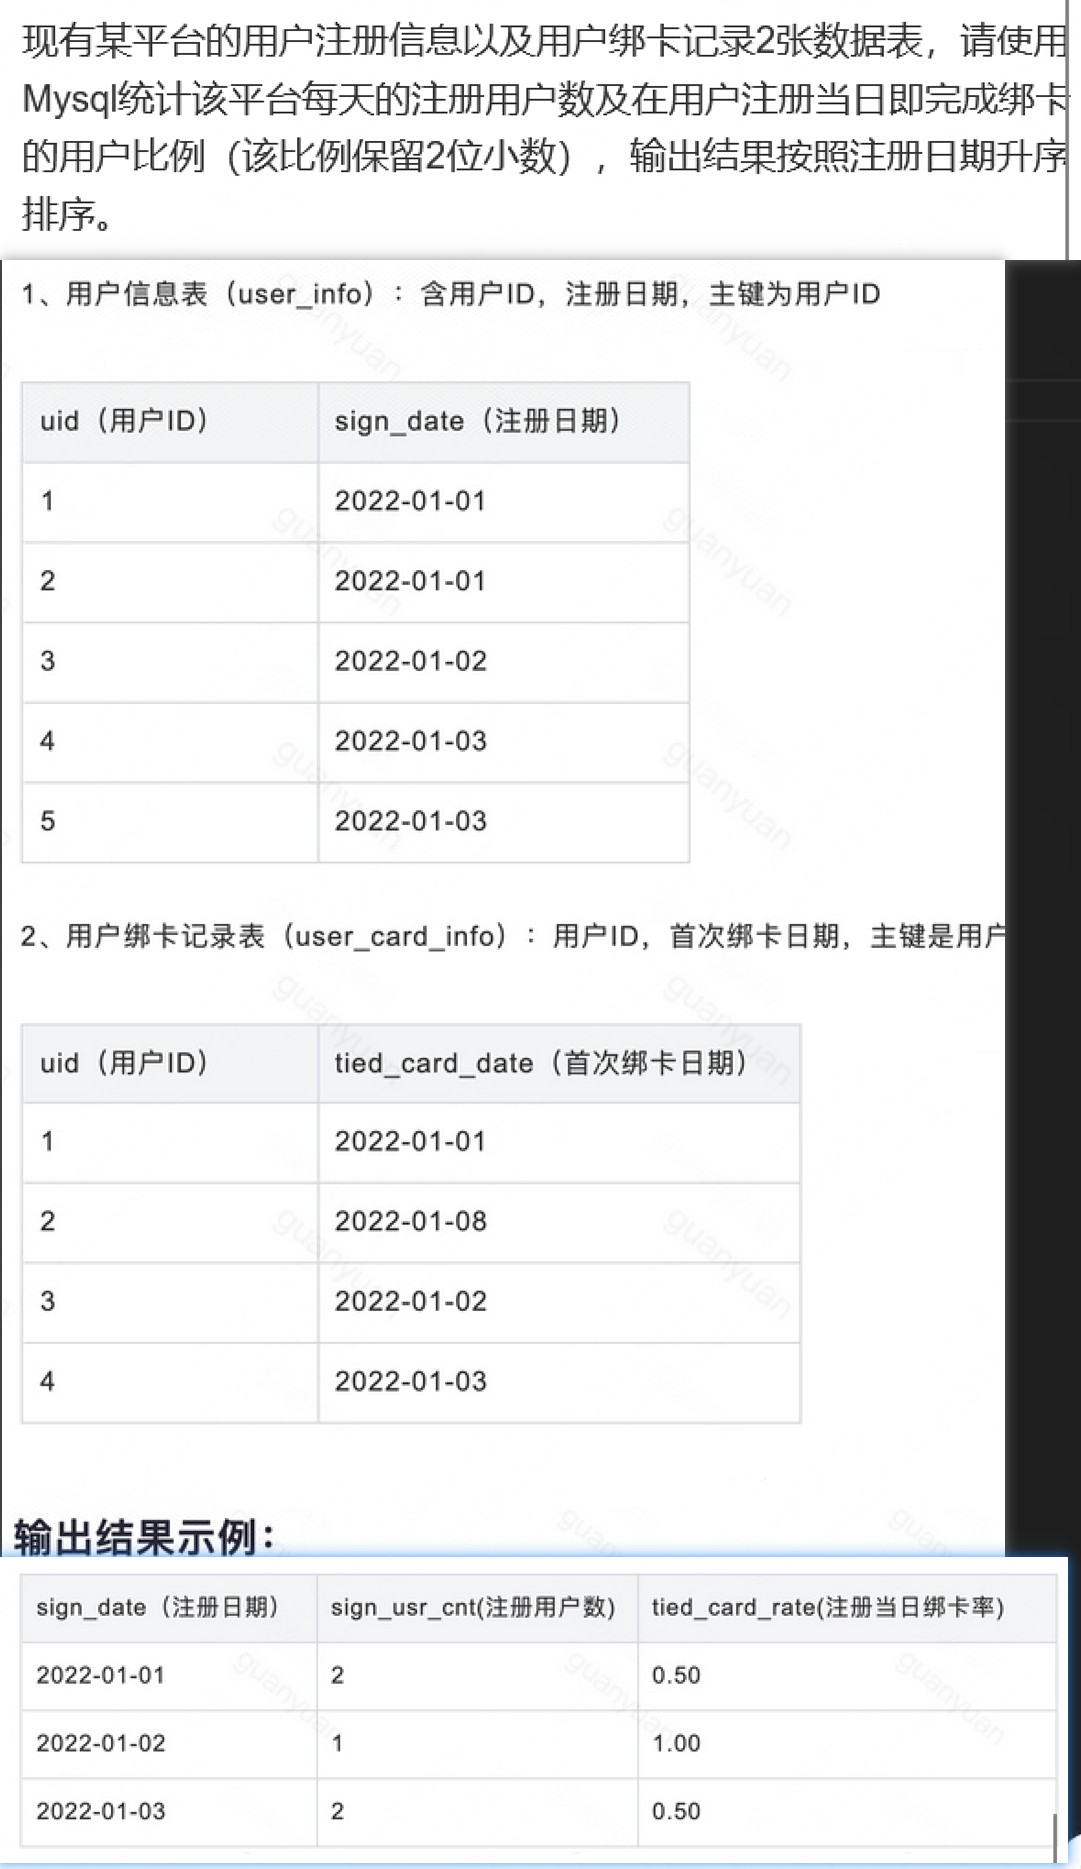 现有某平台的用户注册信息以及用户绑卡记录2张数据表，请使用
Mysql统计该平台每天的注册用户数及在用户注册当日即完成绑卡
的用户比例（该比例保留2位小数），输出结果按照注册日期升序
排序。
1、用户信息表（user_info）：含用户ID，注册日期，主键为用户ID
uid（用户ID） sign_date（注册日期）
1 2022-01-01
2 2022-01-01
3 2022-01-02
4 2022-01-03
5 2022-01-03
2、用户绑卡记录表（user_card_info）：用户ID，首次绑卡日期，主键是用户
uid（用户ID） tied_card_date（首次绑卡日期）
1 2022-01-01
2 2022-01-08
3 2022-01-02
4 2022-01-03
输出结果示例：
sign_date（注册日期） sign_usr_cnt(注册用户数) tied_card_rate(注册当日绑卡率)
2022-01-01 2 0.50
2022-01-02 1 1.00
2022-01-03 2 0.50
guanyuan